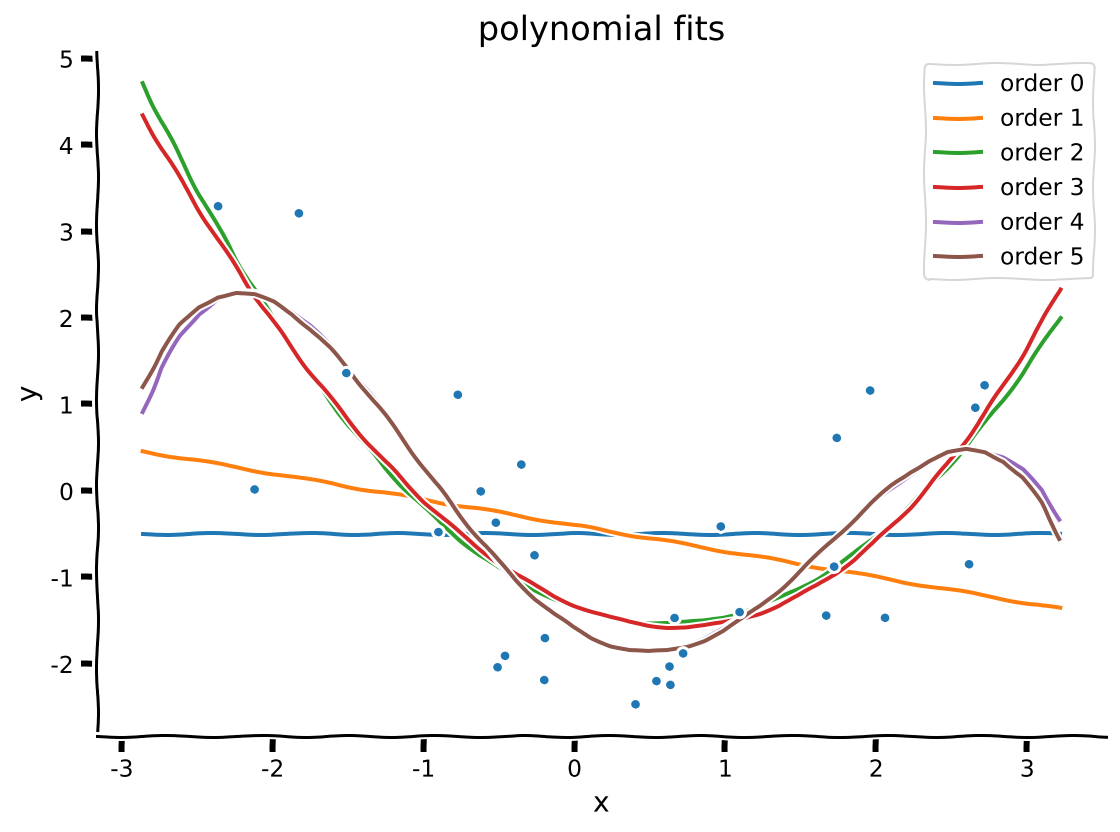 polynomial fits
5
4
3
2
1
0
-1
-2
y
order 0
order 1
order 2
order 3
order 4
order 5
-3 -2 -1 0 1 2 3
x